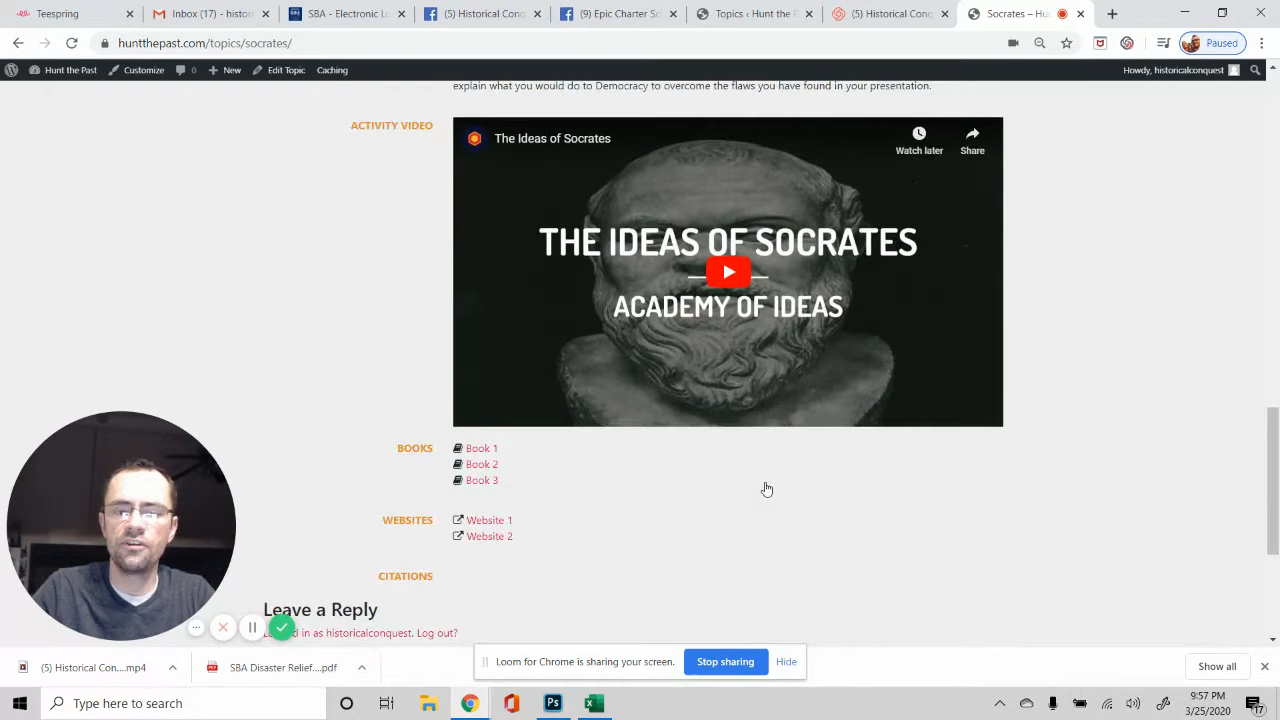 Teespring
Inbox (17) - histori
SBA - Electronic Lo
(5) Historical Conq
(9) Epic Charter Sc
Topics ‹ Hunt the P
(5) Historical Conq
Socrates – H
hunthepast.com/topics/socrates/
Paused
Hunt the Past
Customize
0
New
Edit Topic
Caching
Howdy, historicalconquest
explain what you would do to Democracy to overcome the flaws you have found in your presentation.
ACTIVITY VIDEO
The Ideas of Socrates
Watch later
Share
THE IDEAS OF SOCRATES
ACADEMY OF IDEAS
BOOKS
Book 1
Book 2
Book 3
WEBSITES
Website 1
Website 2
CITATIONS
Leave a Reply
in as historicalconquest. Log out?
Loom for Chrome is sharing your screen.
Stop sharing
Hide
(5) Historical Con....mp4
SBA Disaster Relief....pdf
Show all
Type here to search
9:57 PM
3/25/2020
17